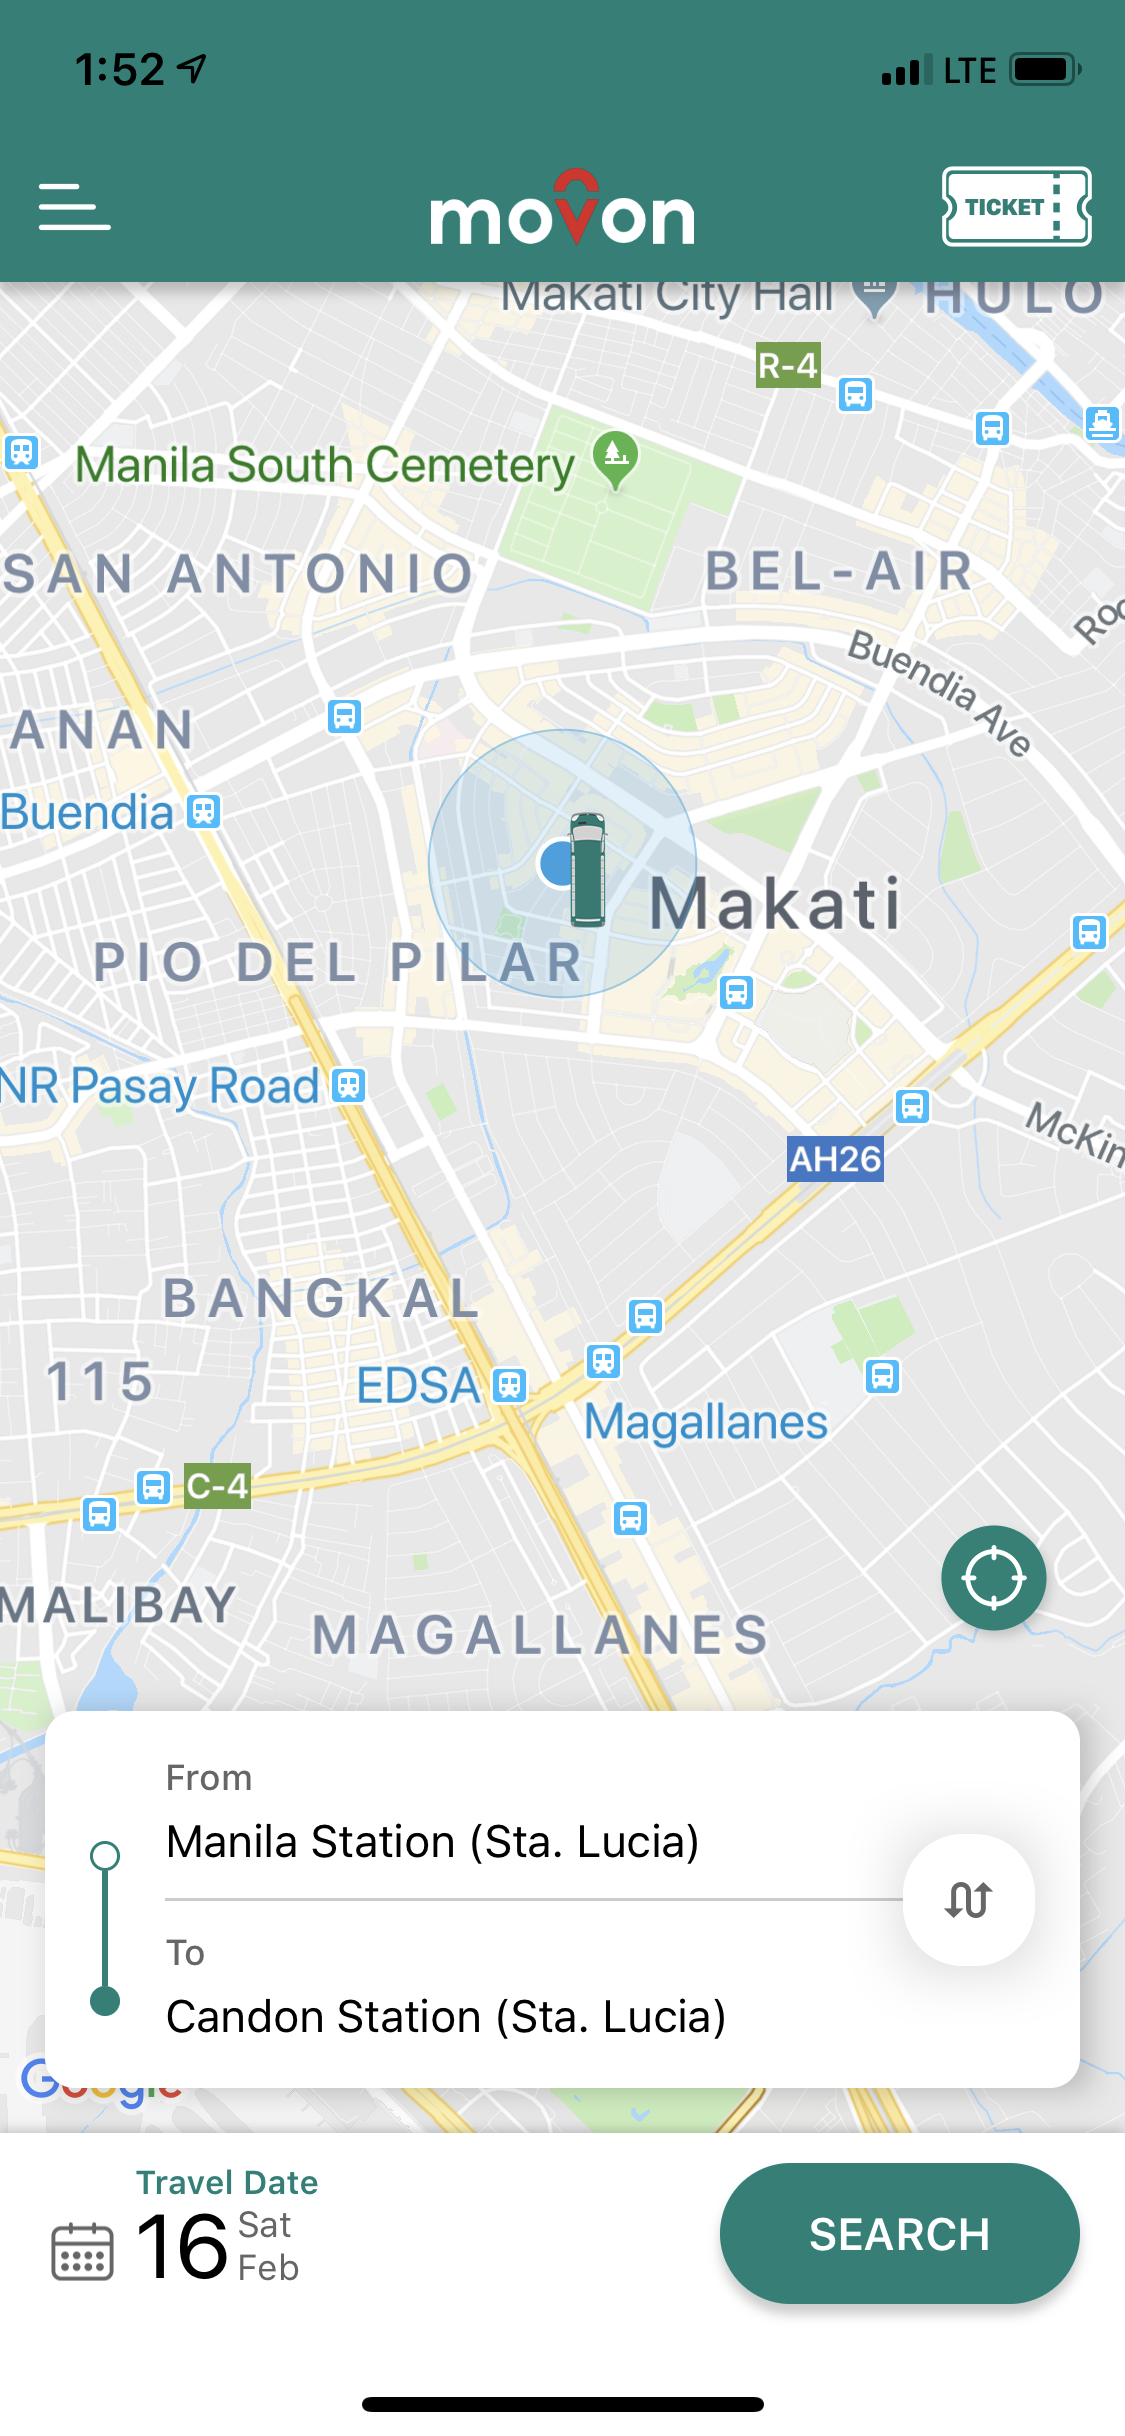 1:52
LTE
movon
TICKET
Makati City Hall
HULO
R-4
Manila South Cemetery
SAN ANTONIO
BEL-AIR
Buendia Ave
ANAN
Buendia
Makati
PIO DEL PILAR
NR Pasay Road
McKin
AH26
BANGKAL
115
EDSA
Magallanes
C-4
MALIBAY
MAGALLANES
From
Manila Station (Sta. Lucia)
To
Candon Station (Sta. Lucia)
Google
Travel Date
16 Sat
Feb
SEARCH